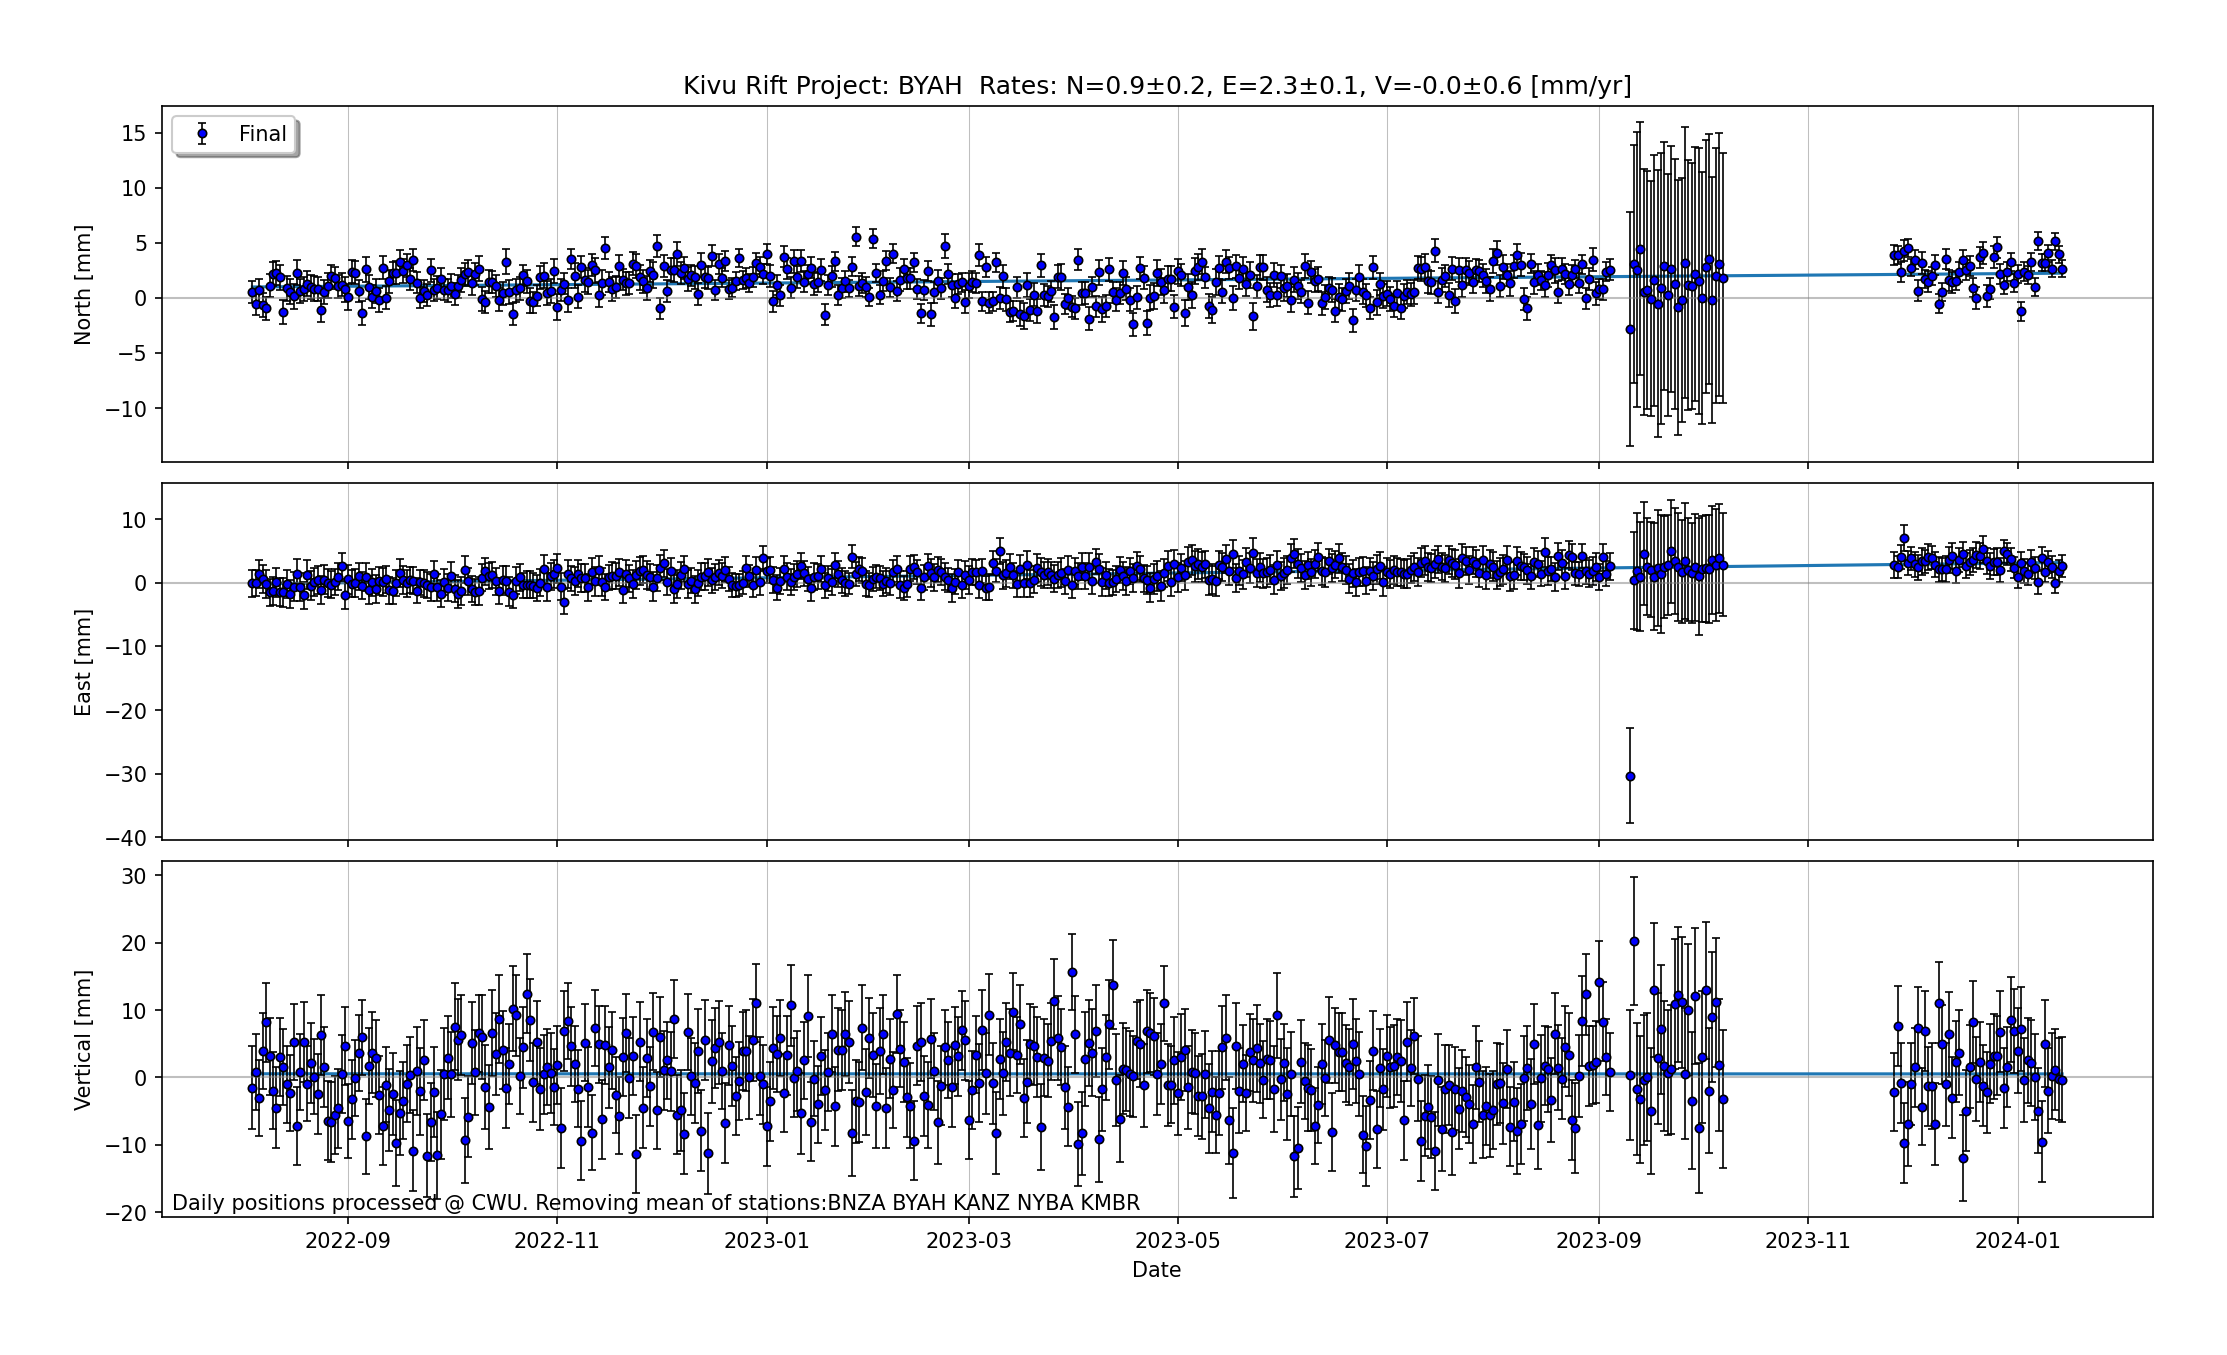 Kivu Rift Project: BYAH  Rates: N=0.9±0.2, E=2.3±0.1, V=-0.0±0.6 [mm/yr]
Final
North [mm]
15
10
5
0
−5
−10
East [mm]
10
0
−10
−20
−30
−40
Vertical [mm]
30
20
10
0
−10
−20
Daily positions processed @ CWU. Removing mean of stations:BNZA BYAH KANZ NYBA KMBR
2022-09 2022-11 2023-01 2023-03 2023-05 2023-07 2023-09 2023-11 2024-01
Date